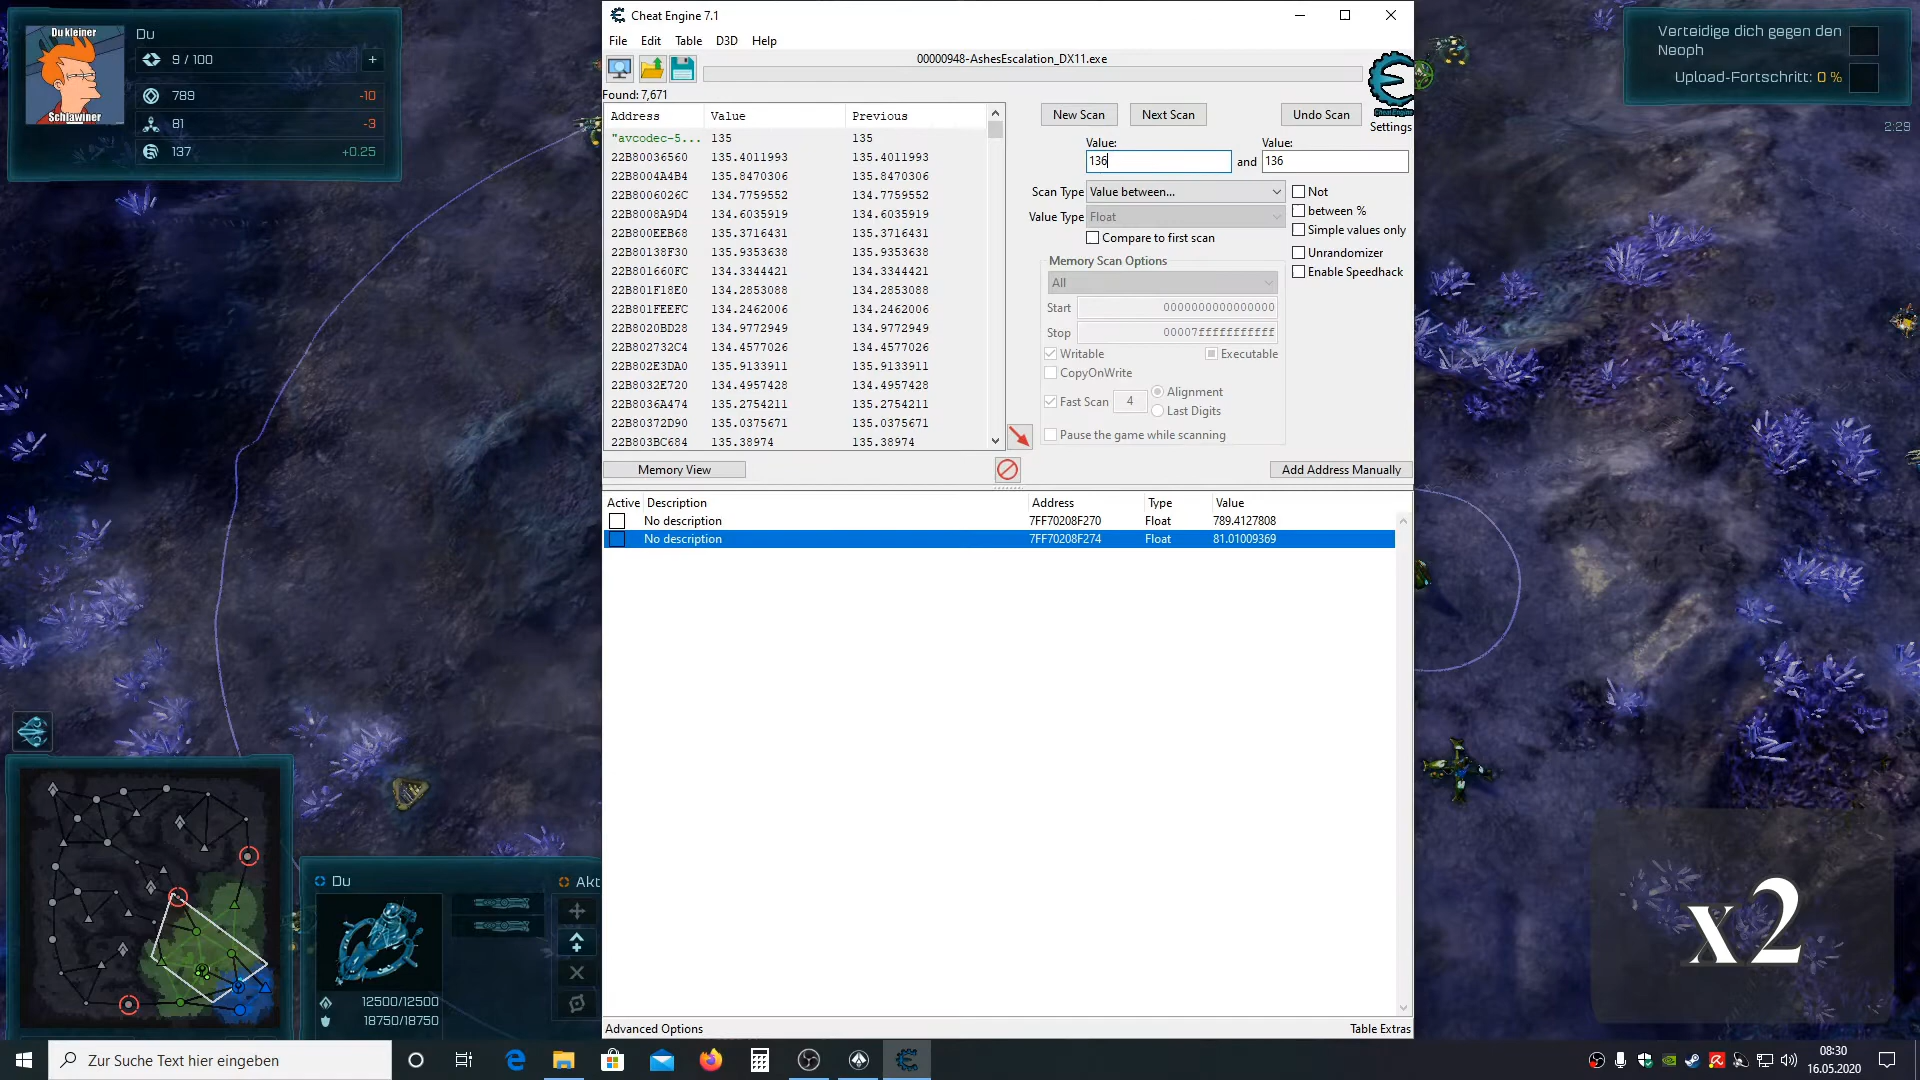 Du kleiner
Schlawiner
Du
9 / 100
+
789
-10
81
-3
137
+0.25
Cheat Engine 7.1
File Edit Table D3D Help
00000948-AshesEscalation_DX11.exe
Found: 7,671
Address Value Previous
"avcodec-5... 135 135
22B80036560 135.4011993 135.4011993
22B8004A4B4 135.8470306 135.8470306
22B8006026C 134.7759552 134.7759552
22B8008A9D4 134.6035919 134.6035919
22B800EEB68 135.3716431 135.3716431
22B80138F30 135.9353638 135.9353638
22B801660FC 134.3344421 134.3344421
22B801F18E0 134.2853088 134.2853088
22B801FEEFC 134.2462006 134.2462006
22B8020BD28 134.9772949 134.9772949
22B802732C4 134.4577026 134.4577026
22B802E3DA0 135.9133911 135.9133911
22B8032E720 134.4957428 134.4957428
22B8036A474 135.2754211 135.2754211
22B80372D90 135.0375671 135.0375671
22B803BC684 135.38974 135.38974
New Scan Next Scan Undo Scan
Cheat Engine
Settings
Value: Value:
136 and 136
Scan Type Value between...
Not
between %
Value Type Float
Simple values only
Compare to first scan
Unrandomizer
Enable Speedhack
Memory Scan Options
All
Start 0000000000000000
Stop 00007fffffffffff
Writable Executable
CopyOnWrite
Fast Scan 4 Alignment
Last Digits
Pause the game while scanning
Memory View Add Address Manually
Active Description Address Type Value
No description 7FF70208F270 Float 789.4127808
No description 7FF70208F274 Float 81.01009369
Advanced Options Table Extras
Verteidige dich gegen den
Neoph
Upload-Fortschritt: 0 %
2:29
Du
Akt
12500/12500
18750/18750
x2
Zur Suche Text hier eingeben
08:30
16.05.2020